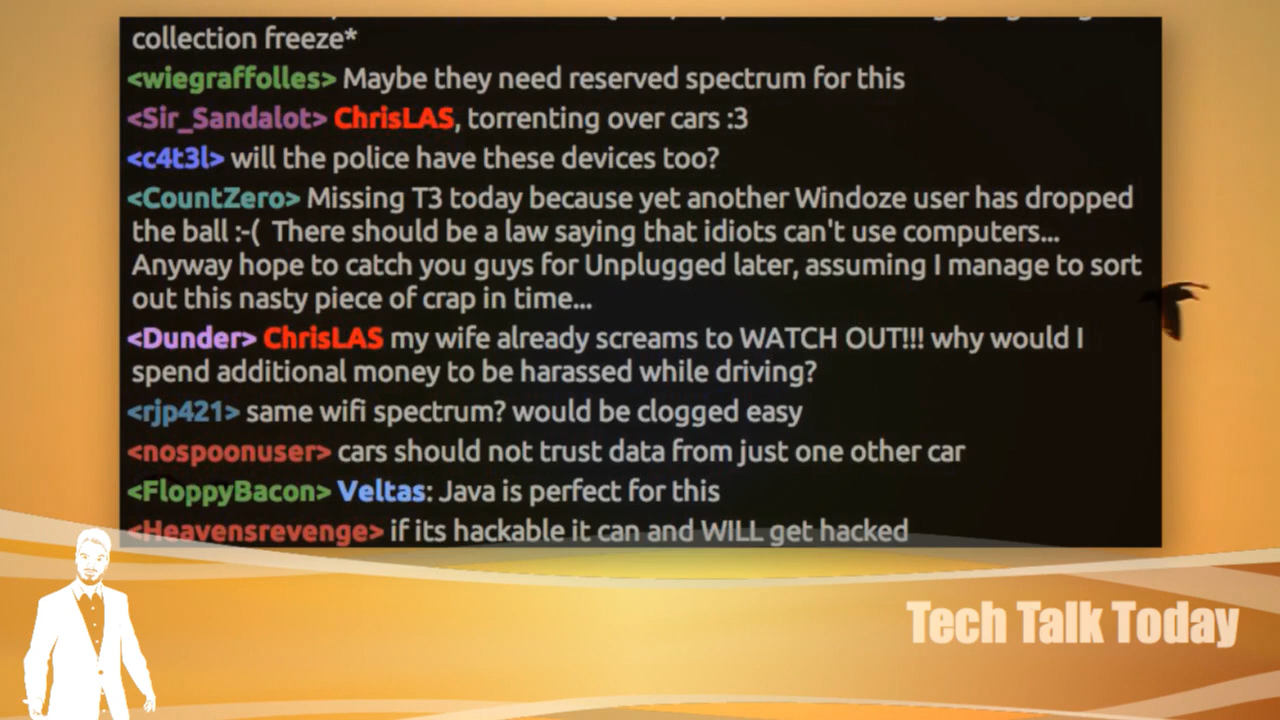 collection freeze*
<wiegraffolles> Maybe they need reserved spectrum for this
<Sir_Sandalot> ChrisLAS, torrenting over cars :3
<c4t3l> will the police have these devices too?
<CountZero> Missing T3 today because yet another Windoze user has dropped
the ball :-(  There should be a law saying that idiots can't use computers...
Anyway hope to catch you guys for Unplugged later, assuming I manage to sort
out this nasty piece of crap in time...
<Dunder> ChrisLAS my wife already screams to WATCH OUT!!! why would I
spend additional money to be harassed while driving?
<rjp421> same wifi spectrum? would be clogged easy
<nospoonuser> cars should not trust data from just one other car
<FloppyBacon> Veltas: Java is perfect for this
<Heavensrevenge> if its hackable it can and WILL get hacked
Tech Talk Today